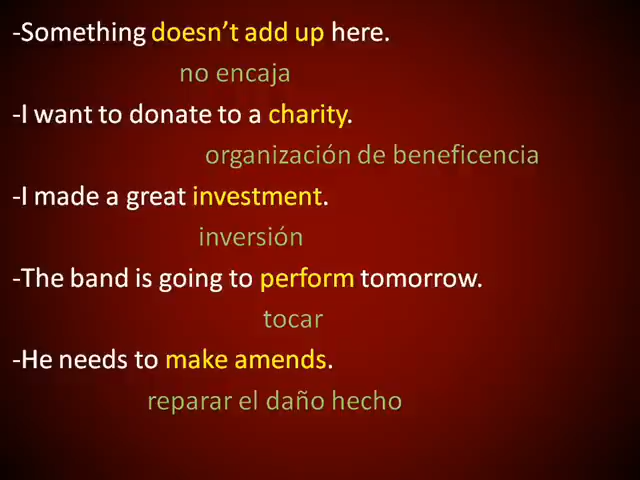 -Something doesn’t add up here.
no encaja
-I want to donate to a charity.
organización de beneficencia
-I made a great investment.
inversión
-The band is going to perform tomorrow.
tocar
-He needs to make amends.
reparar el daño hecho